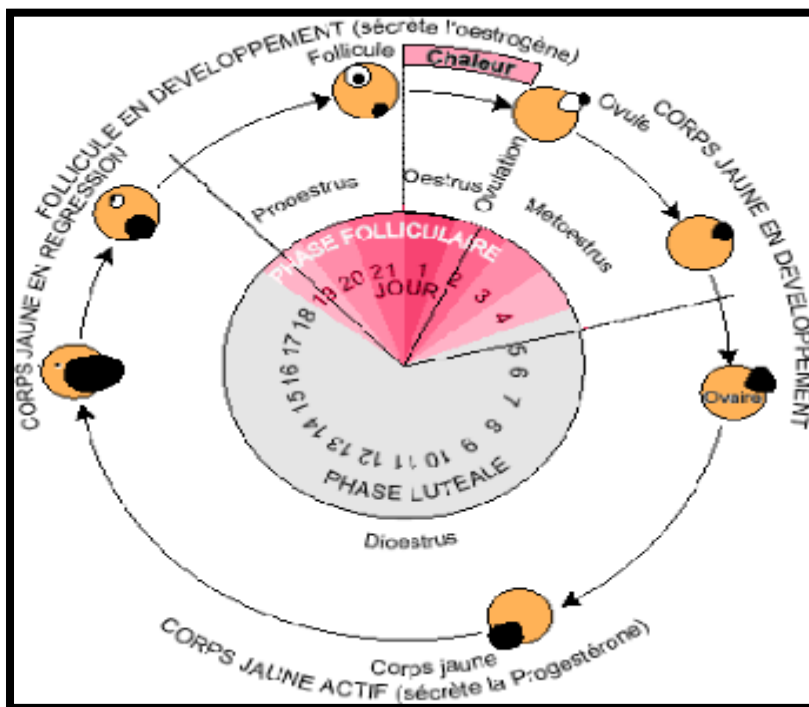 FOLLICULE EN DEVELOPPEMENT (sécrète l'oestrogène)
Follicule
Chaleur
Ovule
CORPS JAUNE EN DEVELOPPEMENT
Prooestrus
Oestrus
Ovulation
Metoestrus
PHASE FOLLICULAIRE
JOUR
1
2
3
4
5
6
7
8
9
10
11
12
13
14
15
16
17
18
19
20
21
PHASE LUTEALE
Dioestrus
Ovaire
Corps jaune
CORPS JAUNE ACTIF (sécrète la Progestérone)
CORPS JAUNE EN REGRESSION